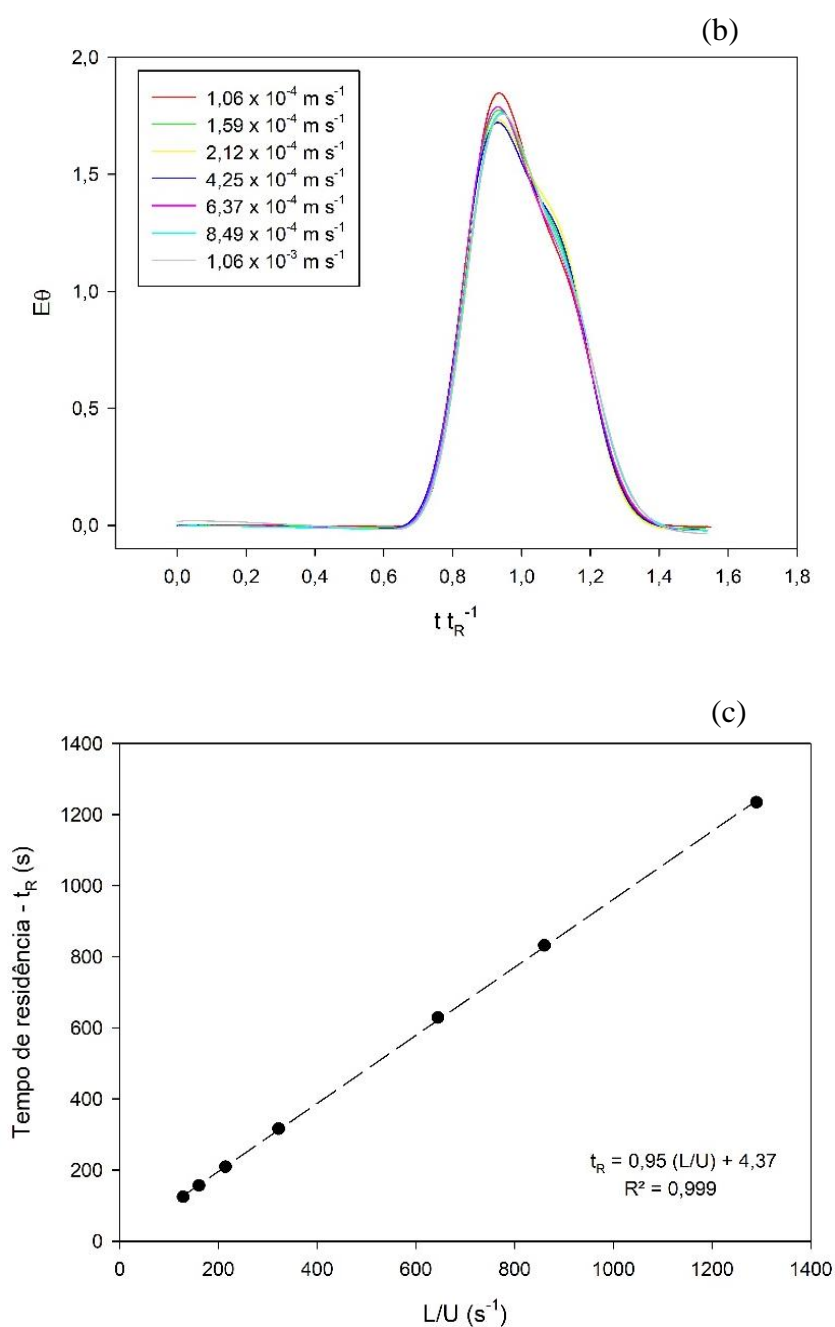 (b)
2,0
1,5
1,0
0,5
0,0
Eθ
1,06 x 10⁻⁴ m s⁻¹
1,59 x 10⁻⁴ m s⁻¹
2,12 x 10⁻⁴ m s⁻¹
4,25 x 10⁻⁴ m s⁻¹
6,37 x 10⁻⁴ m s⁻¹
8,49 x 10⁻⁴ m s⁻¹
1,06 x 10⁻³ m s⁻¹
0,0 0,2 0,4 0,6 0,8 1,0 1,2 1,4 1,6 1,8
t t_R⁻¹
(c)
1400
1200
1000
800
600
400
200
0
Tempo de residência - t_R (s)
t_R = 0,95 (L/U) + 4,37
R² = 0,999
0 200 400 600 800 1000 1200 1400
L/U (s⁻¹)